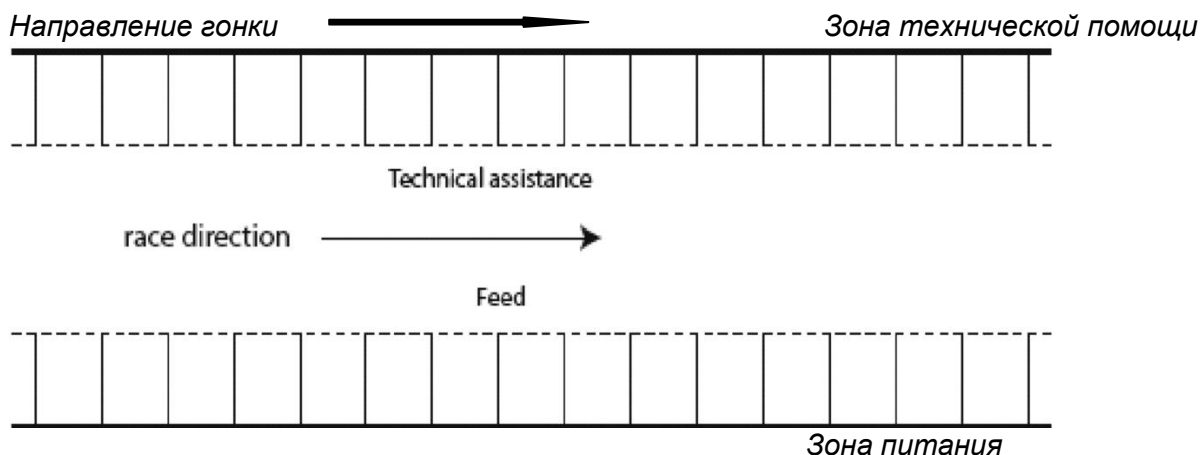 Направление гонки
Зона технической помощи
Technical assistance
race direction
Feed
Зона питания